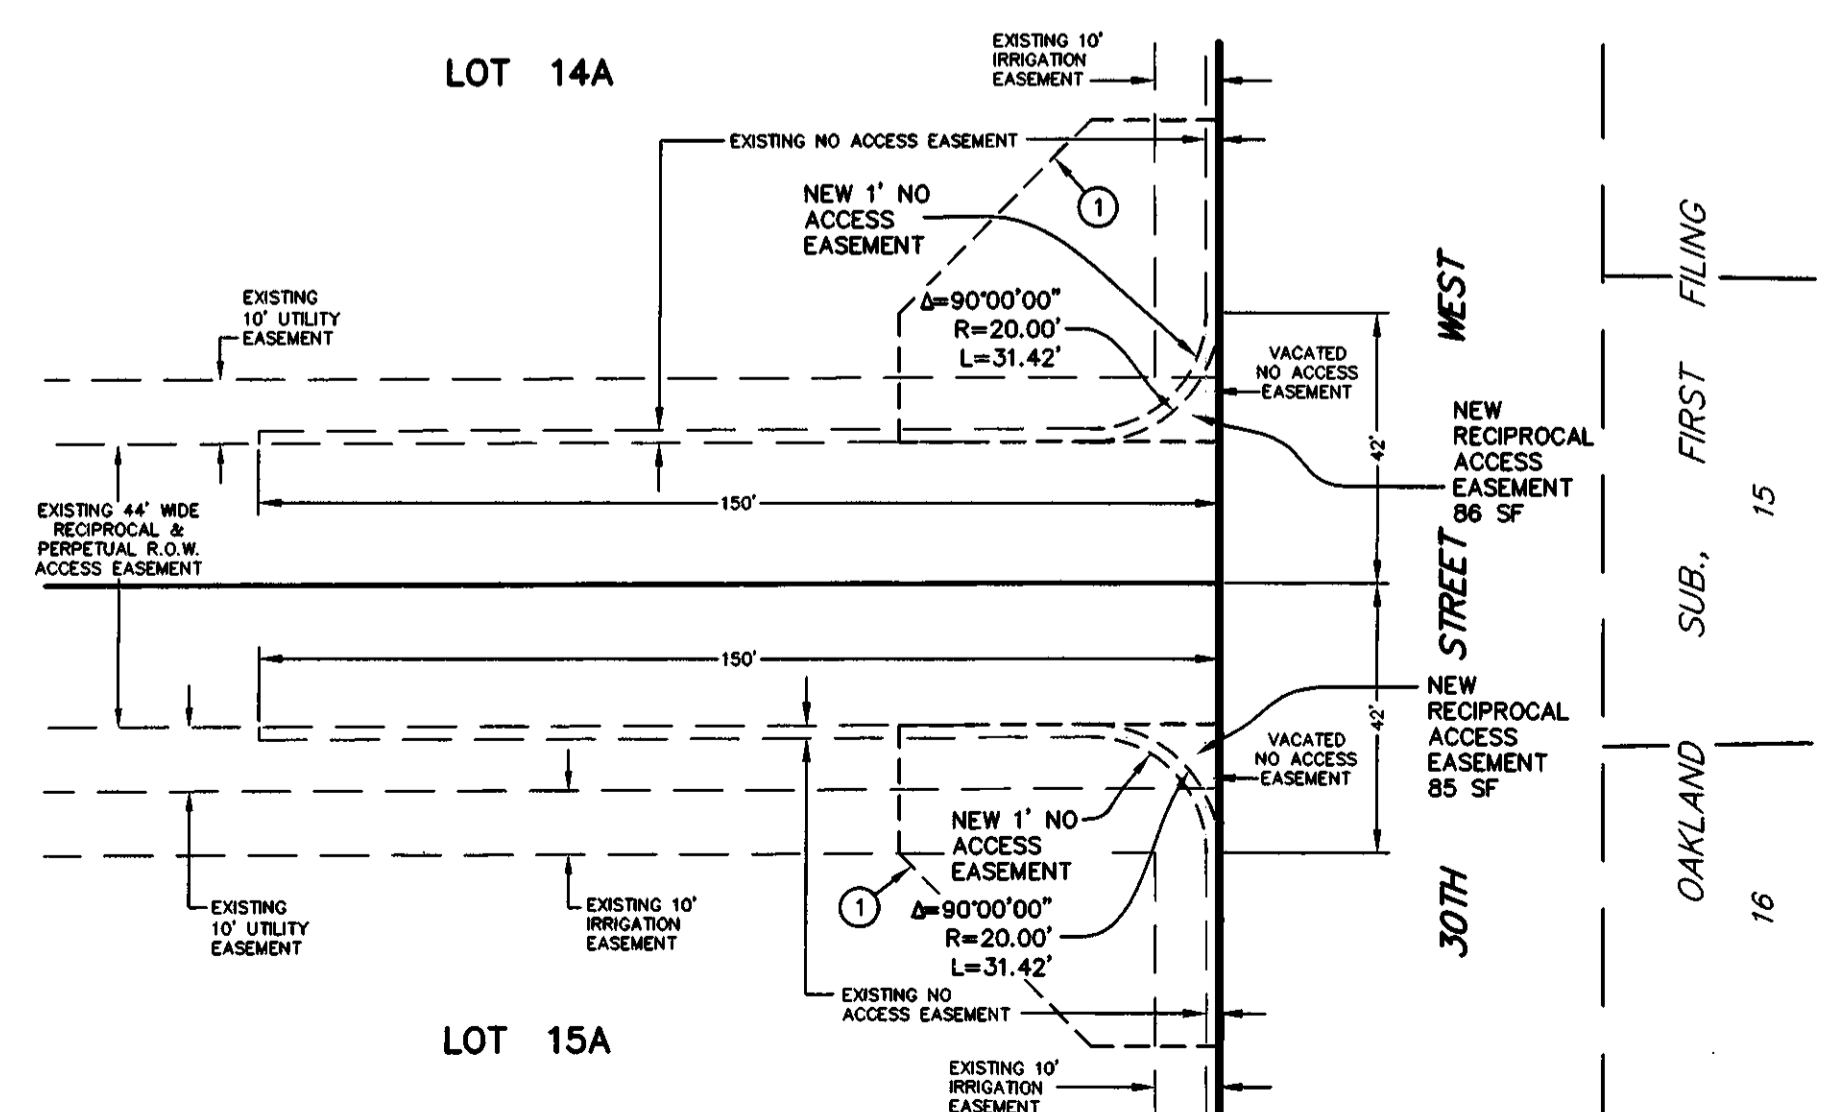 EXISTING 10'
IRRIGATION
EASEMENT
LOT 14A
EXISTING NO ACCESS EASEMENT
NEW 1' NO
ACCESS
EASEMENT
1
Δ=90°00'00"
R=20.00'
L=31.42'
EXISTING
10' UTILITY
EASEMENT
VACATED
NO ACCESS
EASEMENT
NEW
RECIPROCAL
ACCESS
EASEMENT
86 SF
42'
150'
EXISTING 44' WIDE
RECIPROCAL &
PERPETUAL R.O.W.
ACCESS EASEMENT
150'
42'
NEW
RECIPROCAL
ACCESS
EASEMENT
85 SF
VACATED
NO ACCESS
EASEMENT
NEW 1' NO
ACCESS
EASEMENT
1
Δ=90°00'00"
R=20.00'
L=31.42'
EXISTING
10' UTILITY
EASEMENT
EXISTING 10'
IRRIGATION
EASEMENT
EXISTING NO
ACCESS EASEMENT
LOT 15A
EXISTING 10'
IRRIGATION
EASEMENT
30TH STREET WEST
OAKLAND SUB., FIRST FILING
15
16